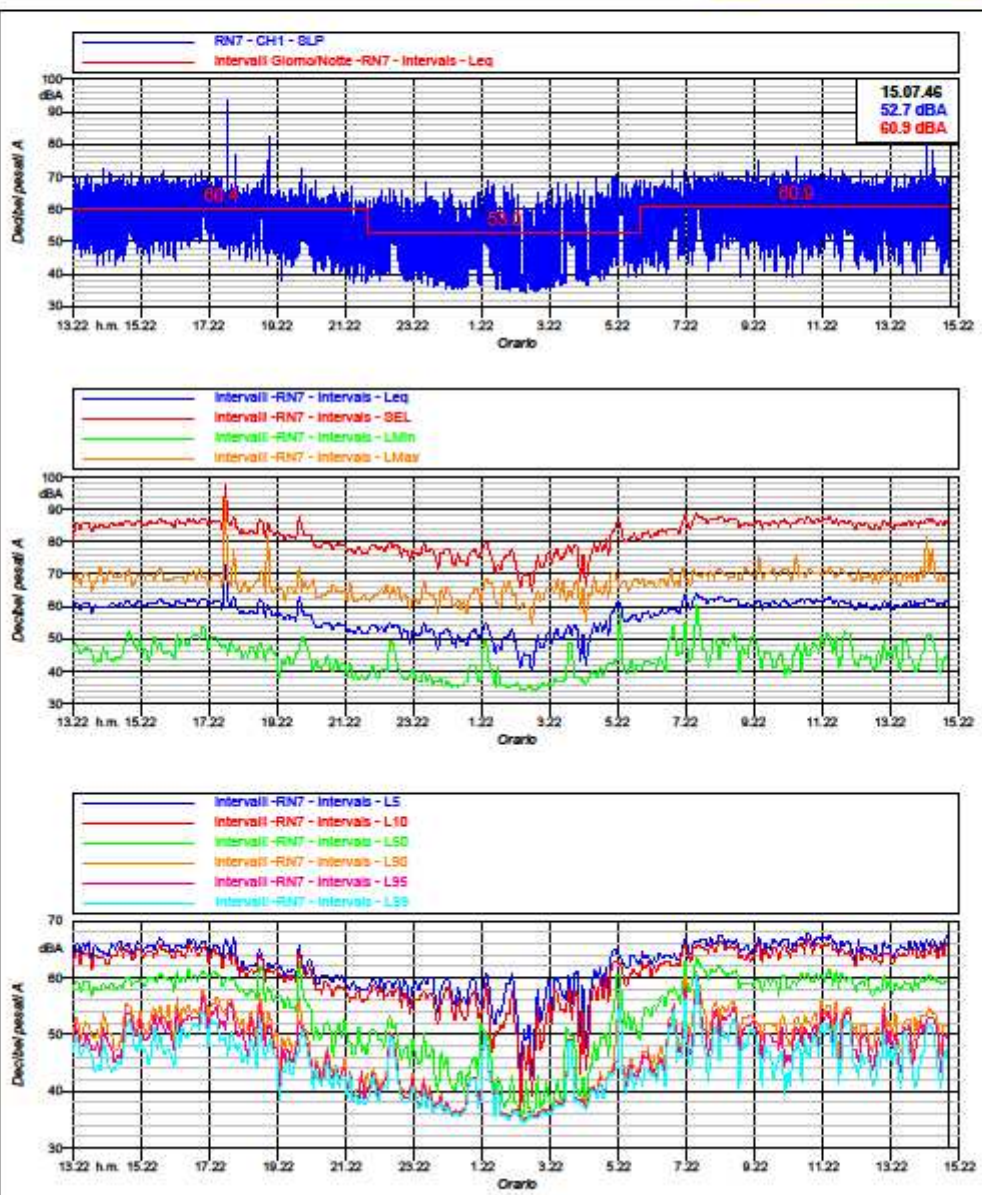 RN7 - CH1 - SLP
Intervalli Giorno/Notte -RN7 - Intervals - Leq
100
dBA
90
80
70
60
50
40
30
Decibel pesati A
15.07.46
52.7 dBA
60.9 dBA
60.9
13.22 h.m. 15.22 17.22 19.22 21.22 23.22 1.22 3.22 5.22 7.22 9.22 11.22 13.22 15.22
Orario
Intervalli -RN7 - Intervals - Leq
Intervalli -RN7 - Intervals - SEL
Intervalli -RN7 - Intervals - LMin
Intervalli -RN7 - Intervals - LMax
100
dBA
90
80
70
60
50
40
30
Decibel pesati A
13.22 h.m. 15.22 17.22 19.22 21.22 23.22 1.22 3.22 5.22 7.22 9.22 11.22 13.22 15.22
Orario
Intervalli -RN7 - Intervals - L5
Intervalli -RN7 - Intervals - L10
Intervalli -RN7 - Intervals - L50
Intervalli -RN7 - Intervals - L90
Intervalli -RN7 - Intervals - L95
Intervalli -RN7 - Intervals - L99
70
dBA
60
50
40
30
Decibel pesati A
13.22 h.m. 15.22 17.22 19.22 21.22 23.22 1.22 3.22 5.22 7.22 9.22 11.22 13.22 15.22
Orario